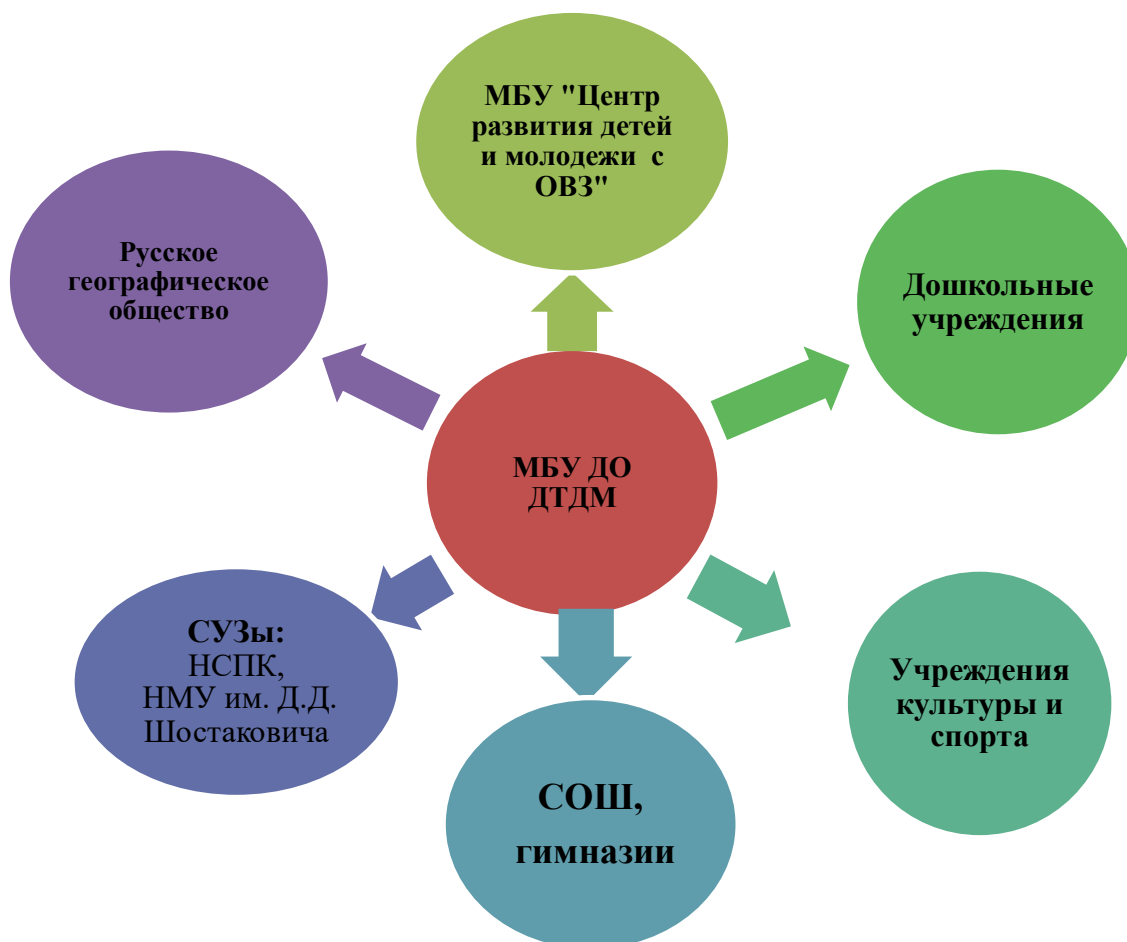 МБУ "Центр
развития детей
и молодежи с
ОВЗ"
Русское
географическое
общество
Дошкольные
учреждения
МБУ ДО
ДТДМ
СУЗы:
НСПК,
НМУ им. Д.Д.
Шостаковича
Учреждения
культуры и
спорта
СОШ,
гимназии